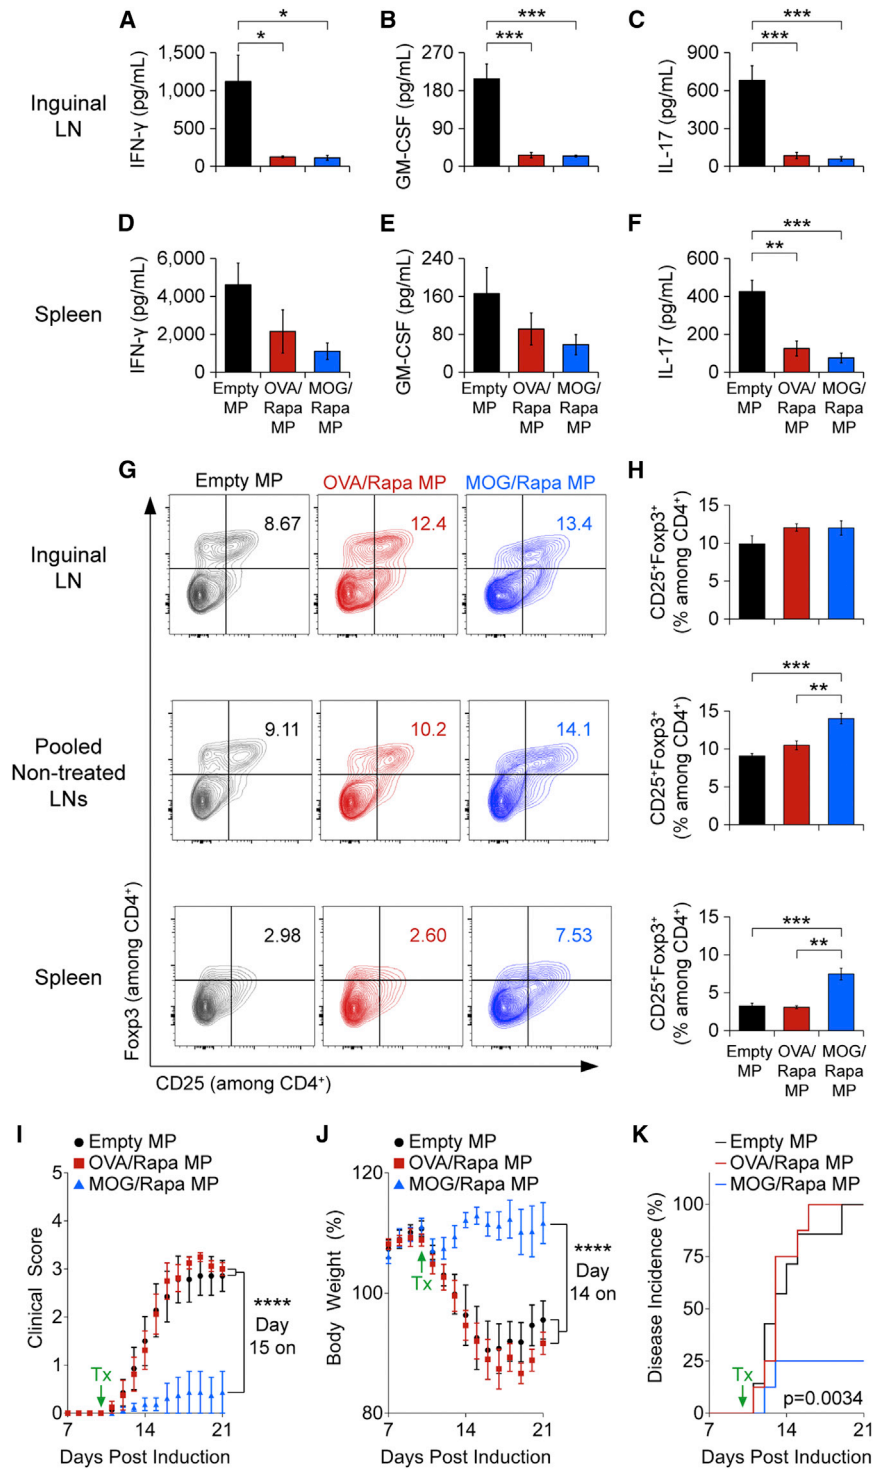 A
B
C
Inguinal
LN
IFN-γ (pg/mL)
1,500
1,000
500
0
*
*
GM-CSF (pg/mL)
270
180
90
0
***
***
IL-17 (pg/mL)
900
600
300
0
***
***
D
E
F
Spleen
IFN-γ (pg/mL)
6,000
4,000
2,000
0
Empty
MP
OVA/
Rapa
MP
MOG/
Rapa
MP
GM-CSF (pg/mL)
240
160
80
0
Empty
MP
OVA/
Rapa
MP
MOG/
Rapa
MP
IL-17 (pg/mL)
600
400
200
0
***
**
Empty
MP
OVA/
Rapa
MP
MOG/
Rapa
MP
G
Empty MP
OVA/Rapa MP
MOG/Rapa MP
H
Inguinal
LN
8.67
12.4
13.4
CD25⁺Foxp3⁺
(% among CD4⁺)
15
10
5
0
Pooled
Non-treated
LNs
9.11
10.2
14.1
CD25⁺Foxp3⁺
(% among CD4⁺)
15
10
5
0
***
**
Spleen
2.98
2.60
7.53
CD25⁺Foxp3⁺
(% among CD4⁺)
15
10
5
0
***
**
Empty
MP
OVA/
Rapa
MP
MOG/
Rapa
MP
Foxp3 (among CD4⁺)
CD25 (among CD4⁺)
I
Empty MP
OVA/Rapa MP
MOG/Rapa MP
Clinical Score
5
4
3
2
1
0
Tx
****
Day
15 on
7
14
21
Days Post Induction
J
Empty MP
OVA/Rapa MP
MOG/Rapa MP
Body Weight (%)
120
100
80
Tx
****
Day
14 on
7
14
21
Days Post Induction
K
Empty MP
OVA/Rapa MP
MOG/Rapa MP
Disease Incidence (%)
100
75
50
25
0
Tx
p=0.0034
7
14
21
Days Post Induction